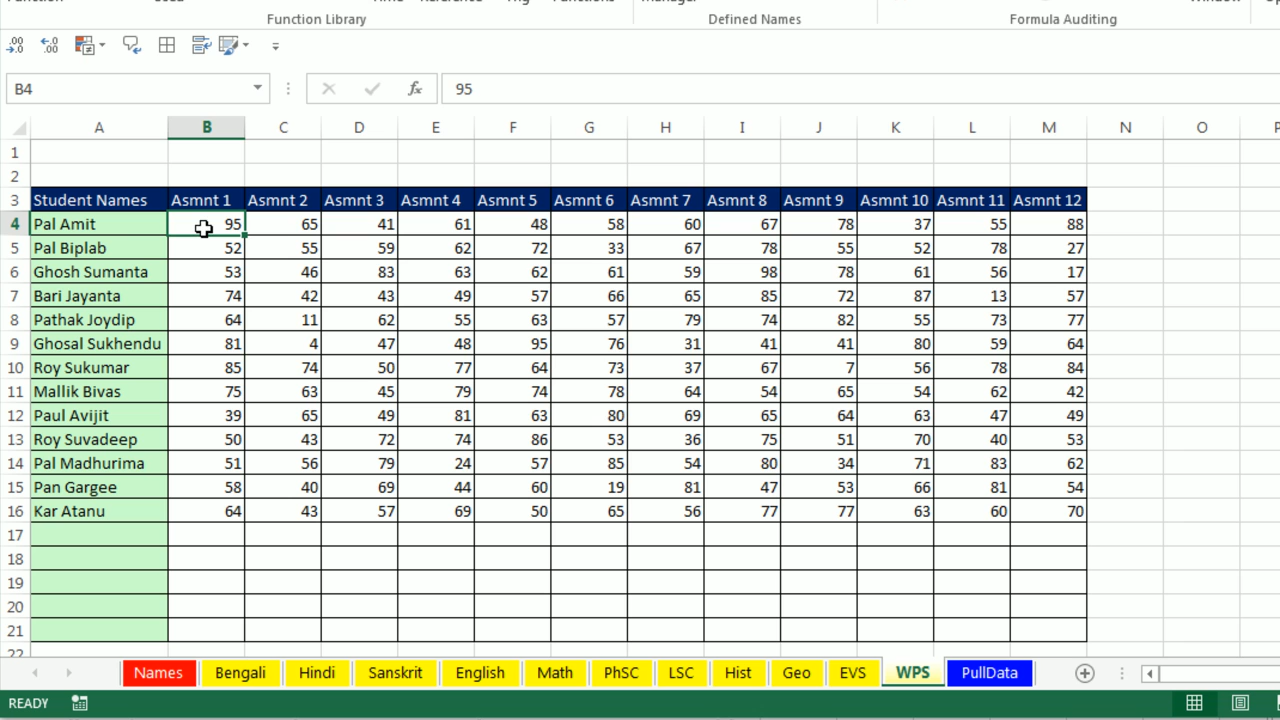 Function Library Defined Names Formula Auditing
B4 fx 95
A B C D E F G H I J K L M N O P
1
2
3 Student Names Asmnt 1 Asmnt 2 Asmnt 3 Asmnt 4 Asmnt 5 Asmnt 6 Asmnt 7 Asmnt 8 Asmnt 9 Asmnt 10 Asmnt 11 Asmnt 12
4 Pal Amit 95 65 41 61 48 58 60 67 78 37 55 88
5 Pal Biplab 52 55 59 62 72 33 67 78 55 52 78 27
6 Ghosh Sumanta 53 46 83 63 62 61 59 98 78 61 56 17
7 Bari Jayanta 74 42 43 49 57 66 65 85 72 87 13 57
8 Pathak Joydip 64 11 62 55 63 57 79 74 82 55 73 77
9 Ghosal Sukhendu 81 4 47 48 95 76 31 41 41 80 59 64
10 Roy Sukumar 85 74 50 77 64 73 37 67 7 56 78 84
11 Mallik Bivas 75 63 45 79 74 78 64 54 65 54 62 42
12 Paul Avijit 39 65 49 81 63 80 69 65 64 63 47 49
13 Roy Suvadeep 50 43 72 74 86 53 36 75 51 70 40 53
14 Pal Madhurima 51 56 79 24 57 85 54 80 34 71 83 62
15 Pan Gargee 58 40 69 44 60 19 81 47 53 66 81 54
16 Kar Atanu 64 43 57 69 50 65 56 77 77 63 60 70
17
18
19
20
21
22
Names Bengali Hindi Sanskrit English Math PhSC LSC Hist Geo EVS WPS PullData
READY